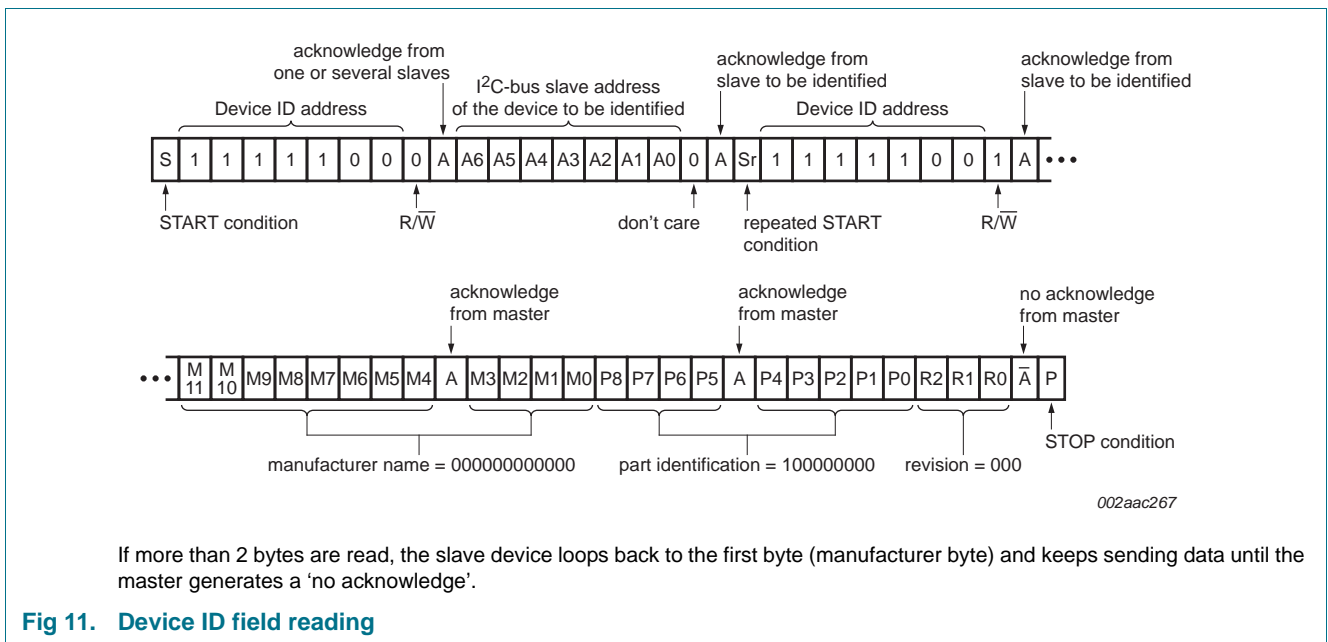 acknowledge from
one or several slaves
I2C-bus slave address
of the device to be identified
acknowledge from
slave to be identified
acknowledge from
slave to be identified
Device ID address
Device ID address
S 1 1 1 1 1 0 0 0 A A6 A5 A4 A3 A2 A1 A0 0 A Sr 1 1 1 1 1 0 0 1 A •••
START condition
R/W̅
don't care
repeated START
condition
R/W̅
acknowledge
from master
acknowledge
from master
no acknowledge
from master
••• M11 M10 M9 M8 M7 M6 M5 M4 A M3 M2 M1 M0 P8 P7 P6 P5 A P4 P3 P2 P1 P0 R2 R1 R0 A̅ P
manufacturer name = 000000000000
part identification = 100000000
revision = 000
STOP condition
002aac267
If more than 2 bytes are read, the slave device loops back to the first byte (manufacturer byte) and keeps sending data until the
master generates a ‘no acknowledge’.
Fig 11. Device ID field reading